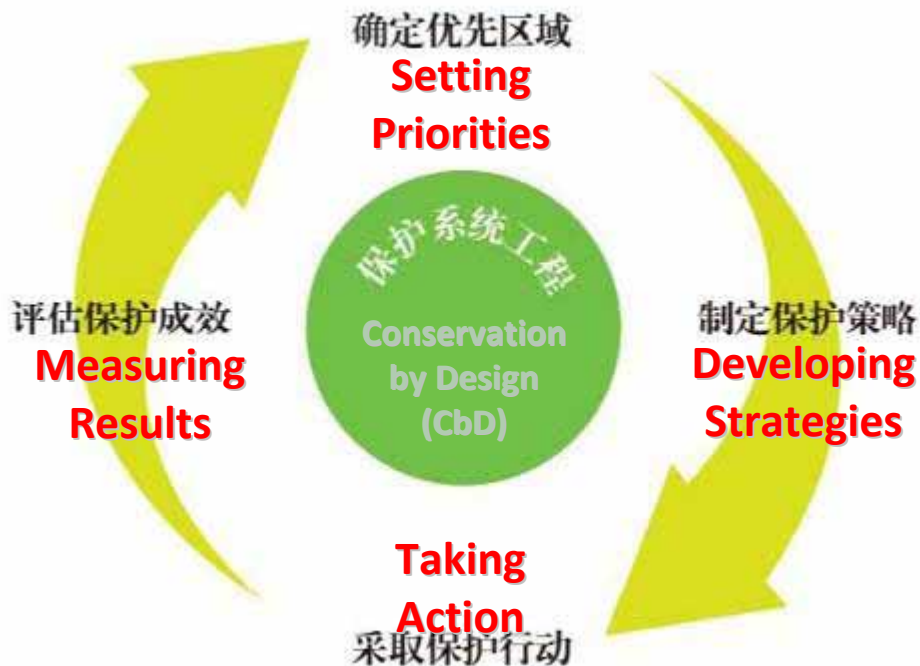 确定优先区域
Setting
Priorities
保护系统工程
Conservation
by Design
(CbD)
评估保护成效
Measuring
Results
制定保护策略
Developing
Strategies
Taking
Action
采取保护行动